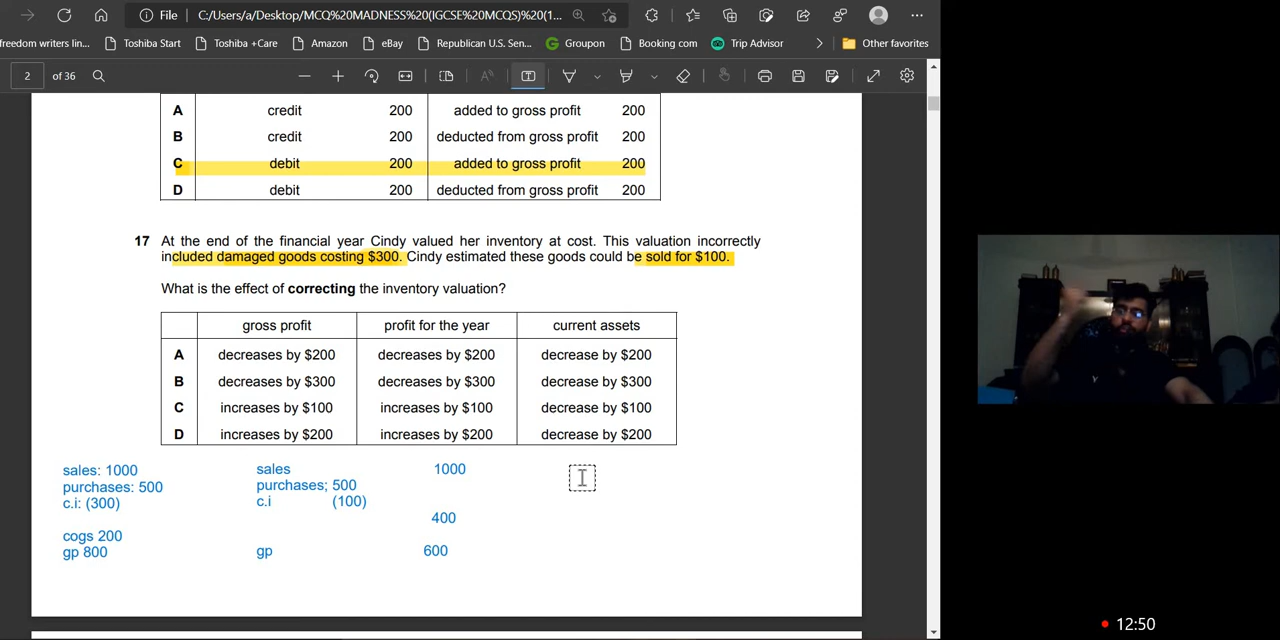 File
C:/Users/a/Desktop/MCQ%20MADNESS%20(IGCSE%20MCQS)%20(1...
freedom writers lin...
Toshiba Start
Toshiba +Care
Amazon
eBay
Republican U.S. Sen...
Groupon
Booking.com
Trip Advisor
Other favorites
2 of 36
A credit 200 added to gross profit 200
B credit 200 deducted from gross profit 200
C debit 200 added to gross profit 200
D debit 200 deducted from gross profit 200
17 At the end of the financial year Cindy valued her inventory at cost. This valuation incorrectly
included damaged goods costing $300. Cindy estimated these goods could be sold for $100.
What is the effect of correcting the inventory valuation?
gross profit profit for the year current assets
A decreases by $200 decreases by $200 decrease by $200
B decreases by $300 decreases by $300 decrease by $300
C increases by $100 increases by $100 decrease by $100
D increases by $200 increases by $200 decrease by $200
sales: 1000
purchases: 500
c.i: (300)
cogs 200
gp 800
sales 1000
purchases; 500
c.i (100)
400
gp 600
12:50